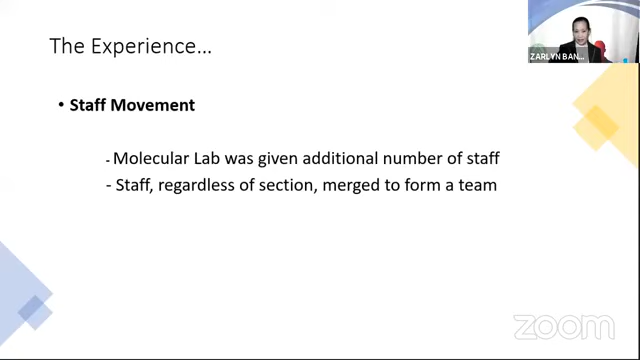 The Experience...
• Staff Movement
- Molecular Lab was given additional number of staff
- Staff, regardless of section, merged to form a team
ZARLYN BAN...
zoom